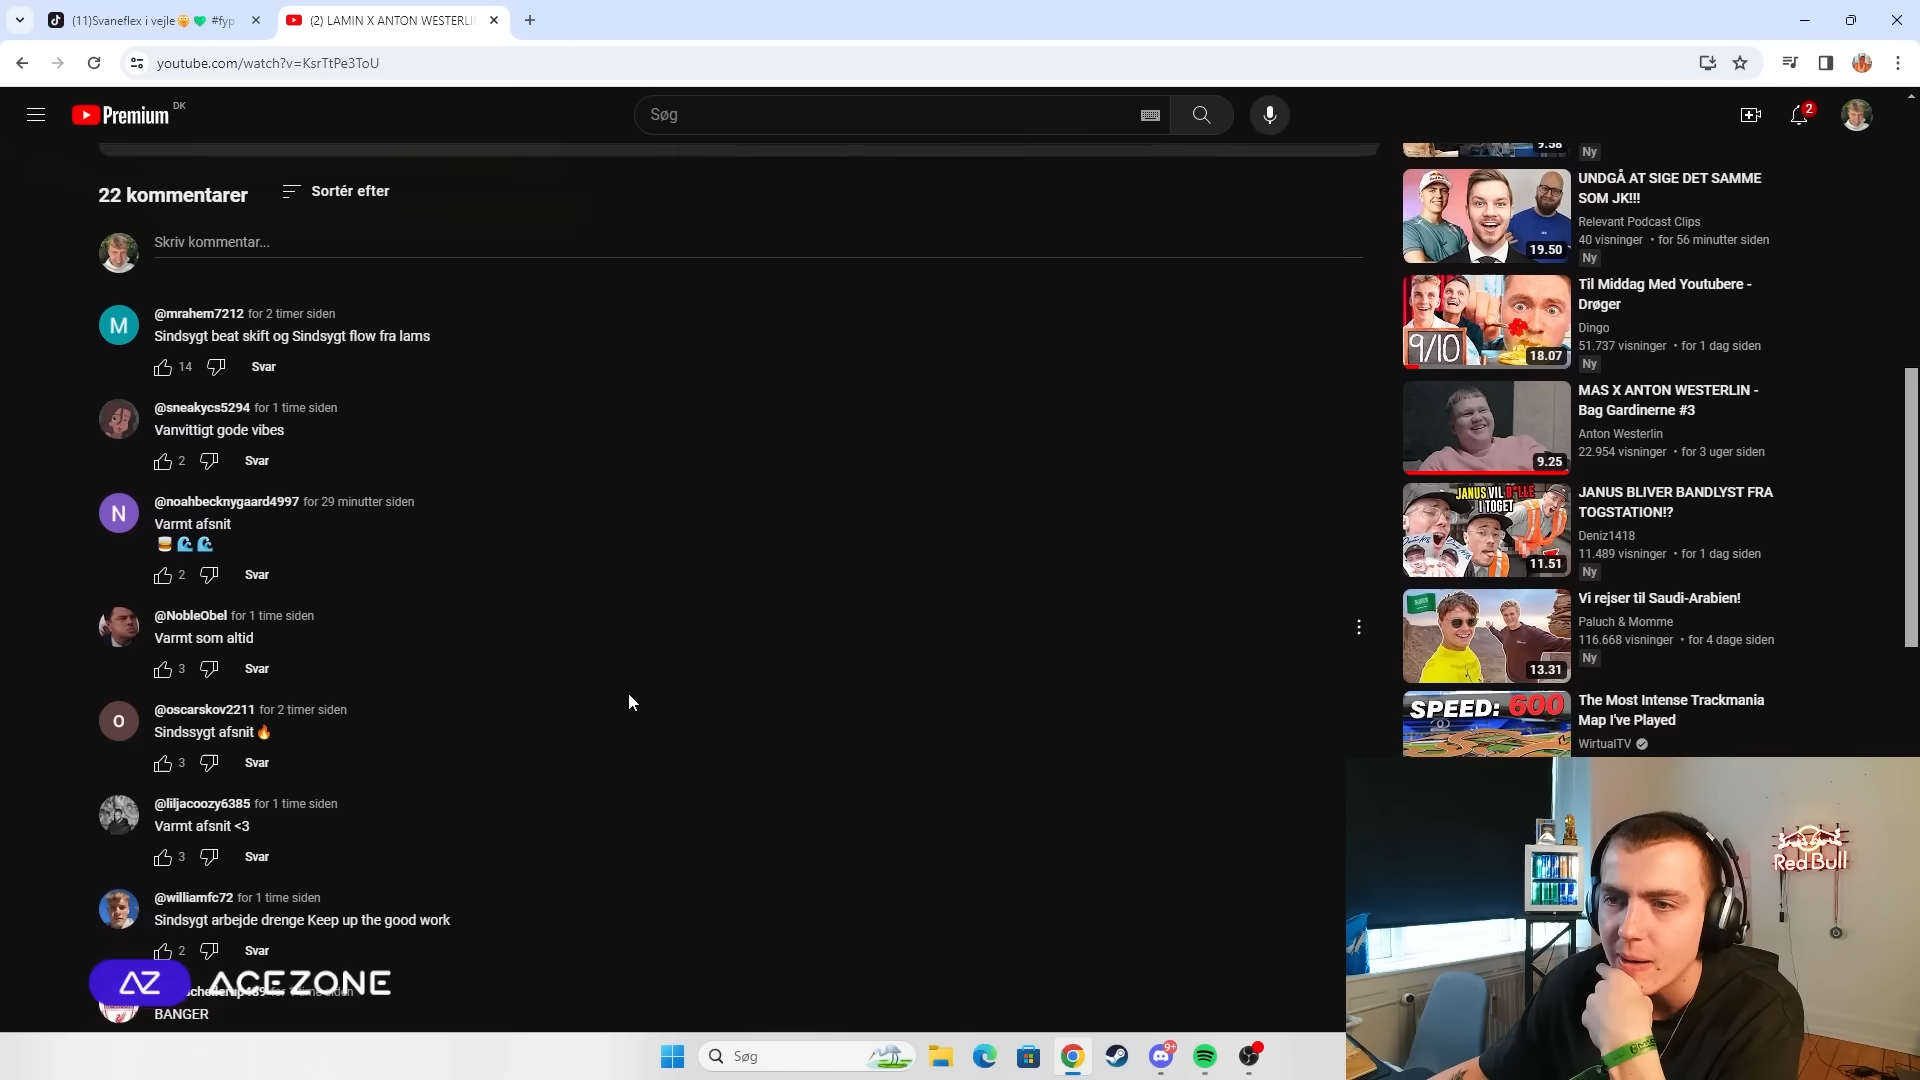 (11)Svaneflex i vejle🤩💚 #fyp
(2) LAMIN X ANTON WESTERLI
youtube.com/watch?v=KsrTtPe3ToU
Premium
DK
Søg
2
22 kommentarer
Sortér efter
Skriv kommentar...
@mrahem7212 for 2 timer siden
Sindsygt beat skift og Sindsygt flow fra lams
14
Svar
@sneakycs5294 for 1 time siden
Vanvittigt gode vibes
2
Svar
@noahbecknygaard4997 for 29 minutter siden
Varmt afsnit
🥃🌊🌊
2
Svar
@NobleObel for 1 time siden
Varmt som altid
3
Svar
@oscarskov2211 for 2 timer siden
Sindssygt afsnit🔥
3
Svar
@liljacoozy6385 for 1 time siden
Varmt afsnit <3
3
Svar
@williamfc72 for 1 time siden
Sindsygt arbejde drenge Keep up the good work
2
Svar
BANGER
AZ ACEZONE
M
N
O
9.58
Ny
UNDGÅ AT SIGE DET SAMME
SOM JK!!!
Relevant Podcast Clips
40 visninger • for 56 minutter siden
Ny
19.50
Til Middag Med Youtubere -
Drøger
Dingo
51.737 visninger • for 1 dag siden
Ny
9/10
18.07
MAS X ANTON WESTERLIN -
Bag Gardinerne #3
Anton Westerlin
22.954 visninger • for 3 uger siden
9.25
JANUS VIL B*LLE
I TOGET
11.51
JANUS BLIVER BANDLYST FRA
TOGSTATION!?
Deniz1418
11.489 visninger • for 1 dag siden
Ny
Vi rejser til Saudi-Arabien!
Paluch & Momme
116.668 visninger • for 4 dage siden
Ny
13.31
SPEED: 600
The Most Intense Trackmania
Map I've Played
WirtualTV
Red Bull
Søg
9+